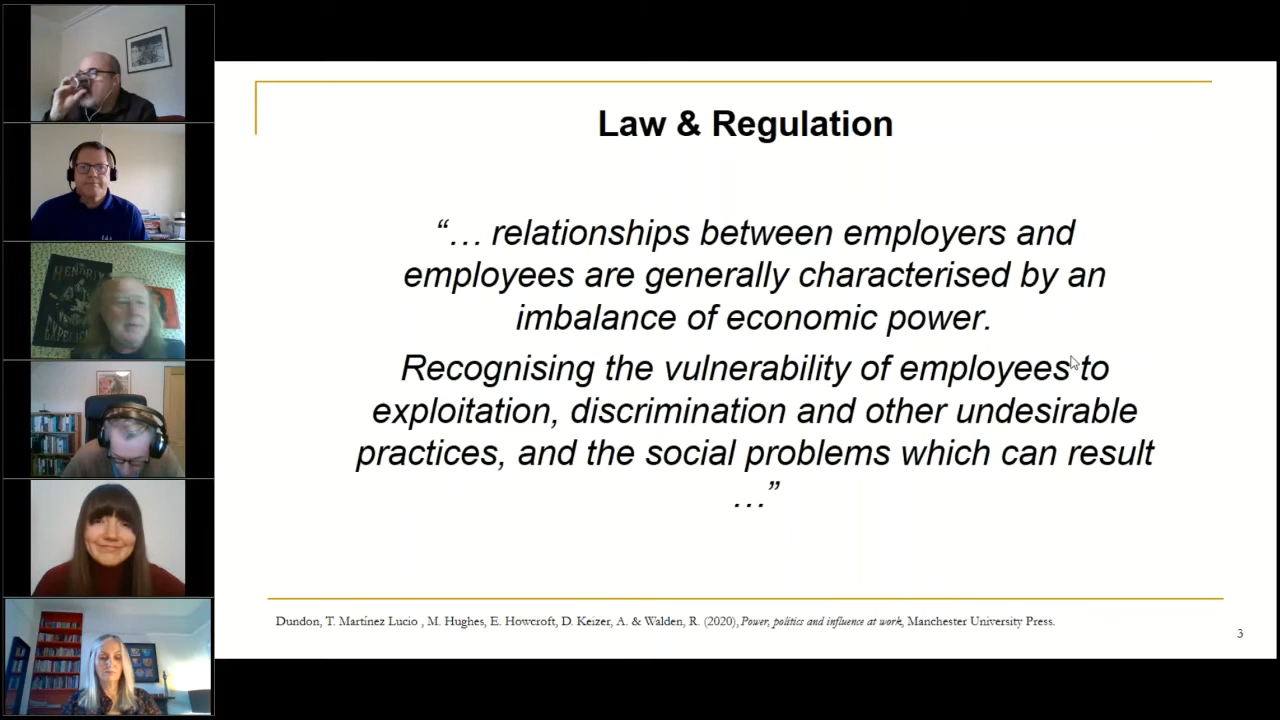 Law & Regulation
“… relationships between employers and
employees are generally characterised by an
imbalance of economic power.
Recognising the vulnerability of employees to
exploitation, discrimination and other undesirable
practices, and the social problems which can result
…”
Dundon, T. Martínez Lucio , M. Hughes, E. Howcroft, D. Keizer, A. & Walden, R. (2020), Power, politics and influence at work, Manchester University Press.
3
HENDRIX